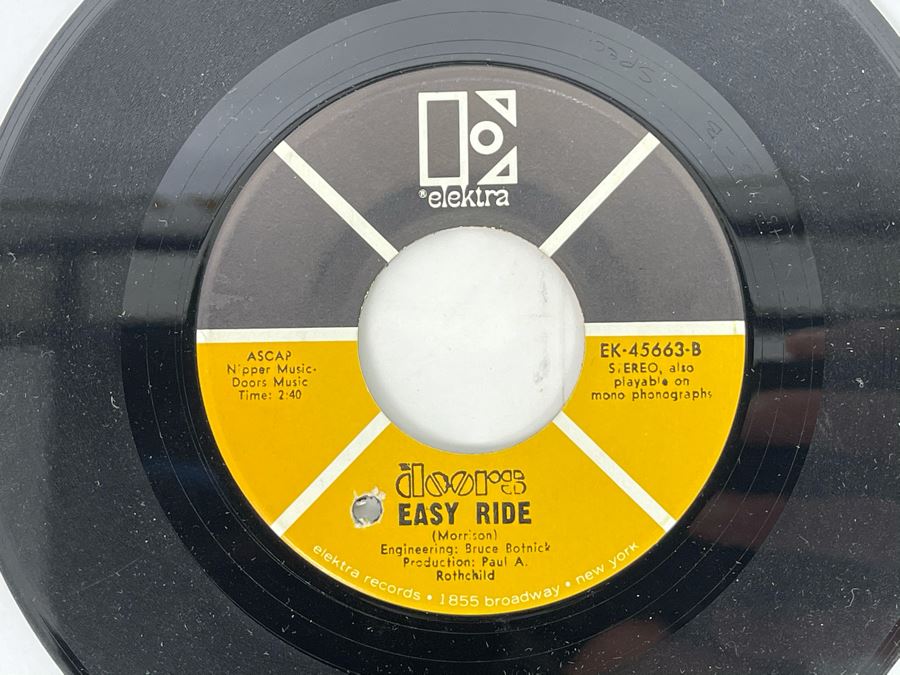 ® elektra
ASCAP
Nipper Music-
Doors Music
Time: 2:40
EK-45663-B
STEREO, also
playable on
mono phonographs
the doors
EASY RIDE
(Morrison)
Engineering: Bruce Botnick
Production: Paul A.
Rothchild
elektra records • 1855 broadway • new york